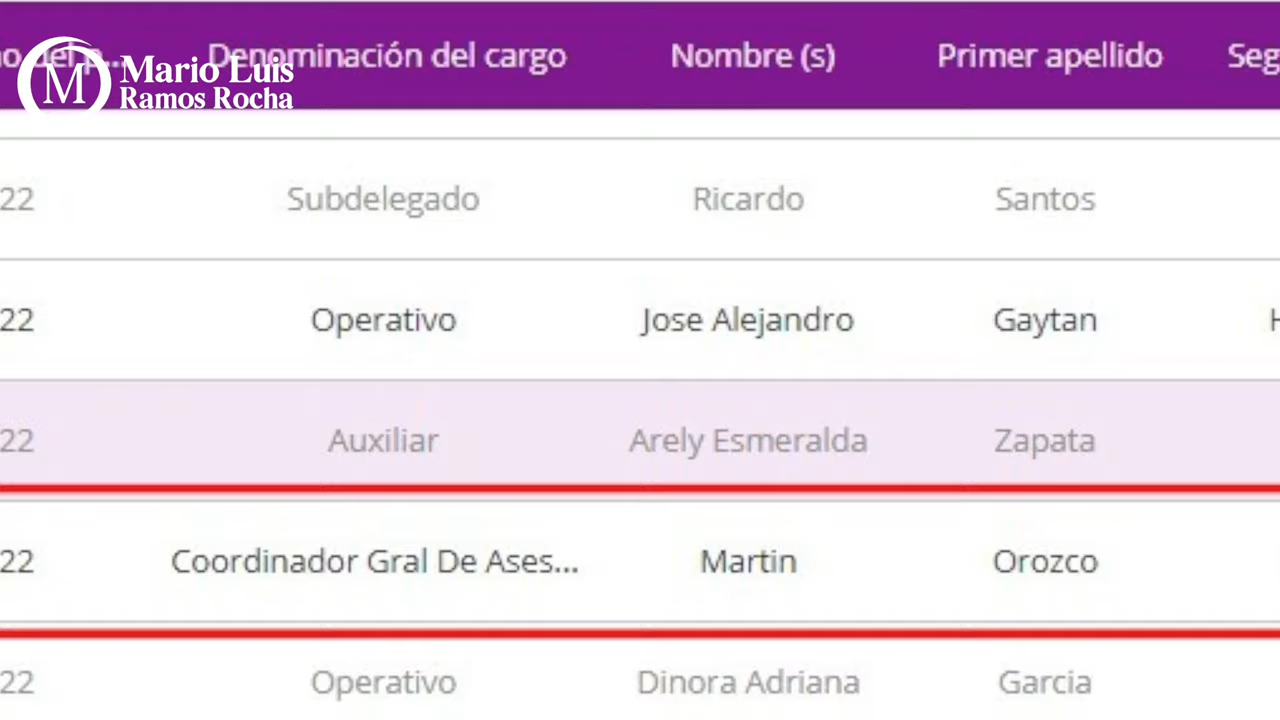 Denominación del cargo Nombre (s) Primer apellido Seg
Mario Luis
Ramos Rocha
22 Subdelegado Ricardo Santos
22 Operativo Jose Alejandro Gaytan H
22 Auxiliar Arely Esmeralda Zapata
22 Coordinador Gral De Ases... Martin Orozco
22 Operativo Dinora Adriana Garcia